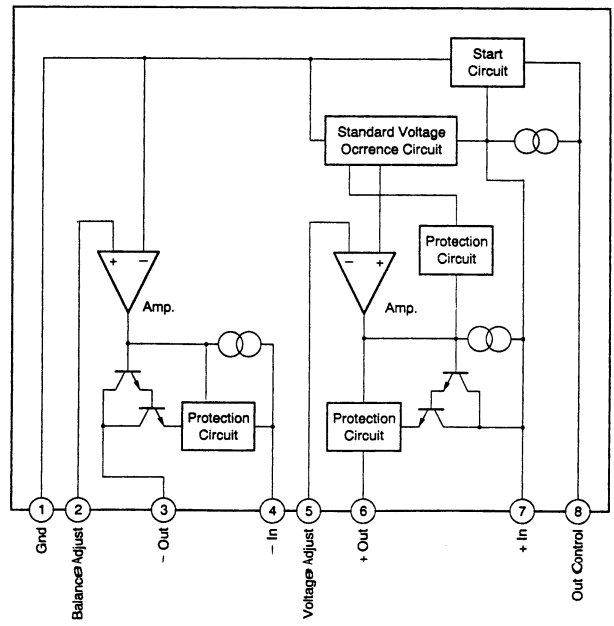 Start
Circuit
Standard Voltage
Ocrrence Circuit
Protection
Circuit
+ −
Amp.
− +
Amp.
Protection
Circuit
Protection
Circuit
1 2 3 4 5 6 7 8
Gnd
Balance Adjust
− Out
− In
Voltage Adjust
+ Out
+ In
Out Control